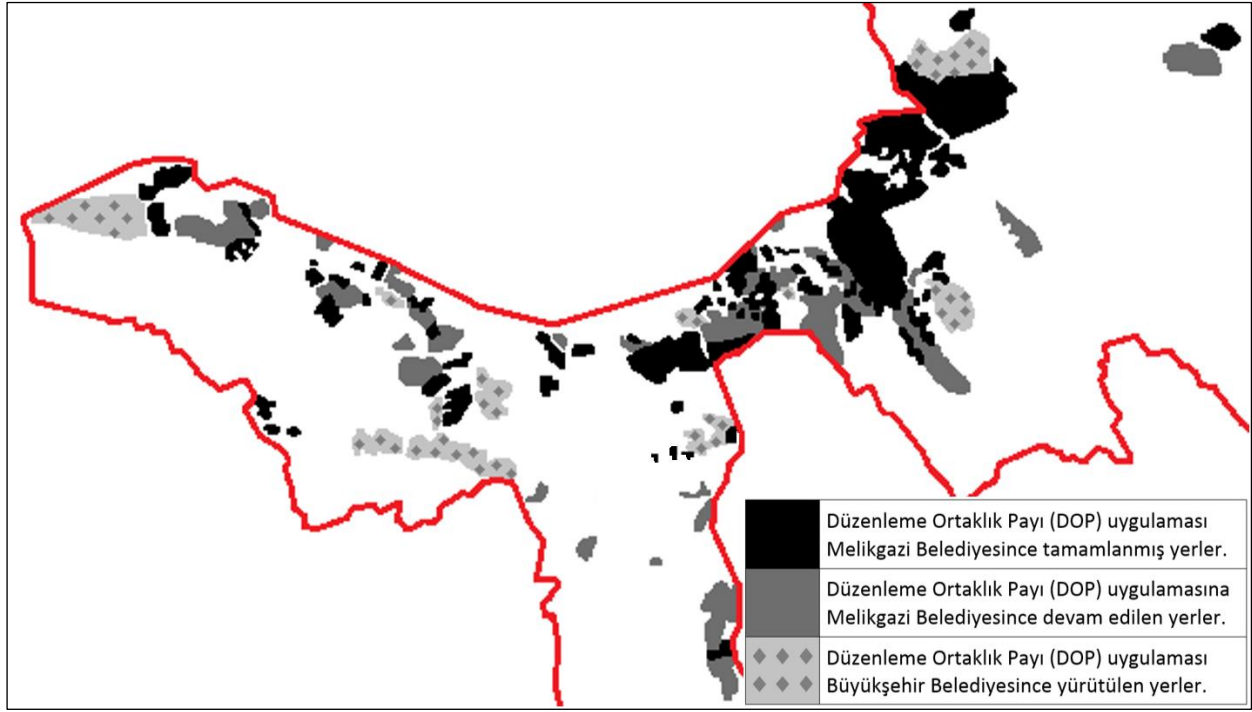 Düzenleme Ortaklık Payı (DOP) uygulaması
Melikgazi Belediyesince tamamlanmış yerler.
Düzenleme Ortaklık Payı (DOP) uygulamasına
Melikgazi Belediyesince devam edilen yerler.
Düzenleme Ortaklık Payı (DOP) uygulaması
Büyükşehir Belediyesince yürütülen yerler.